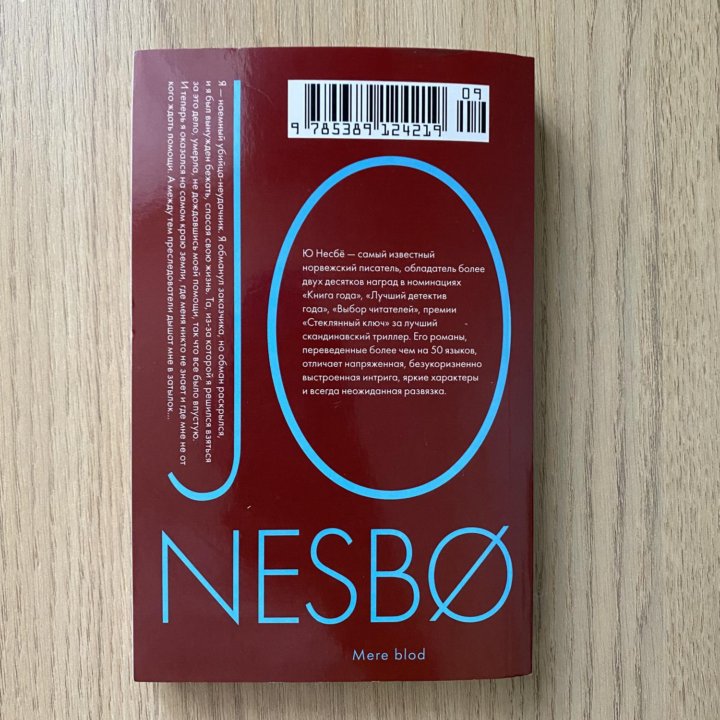 09
9 785389 124219
Я — наемный убийца-неудачник. Я обманул заказчика, но обман раскрылся,
и я был вынужден бежать, спасая свою жизнь. Та, из-за которой я решился взяться
за это дело, умерла, не дождавшись моей помощи, так что все было впустую.
И теперь я оказался на самом краю земли, где меня никто не знает и где мне не от
кого ждать помощи. А между тем преследователи дышат мне в затылок...
JO
Ю Несбё — самый известный
норвежский писатель, обладатель более
двух десятков наград в номинациях
«Книга года», «Лучший детектив
года», «Выбор читателей», премии
«Стеклянный ключ» за лучший
скандинавский триллер. Его романы,
переведенные более чем на 50 языков,
отличает напряженная, безукоризненно
выстроенная интрига, яркие характеры
и всегда неожиданная развязка.
NESBØ
Mere blod